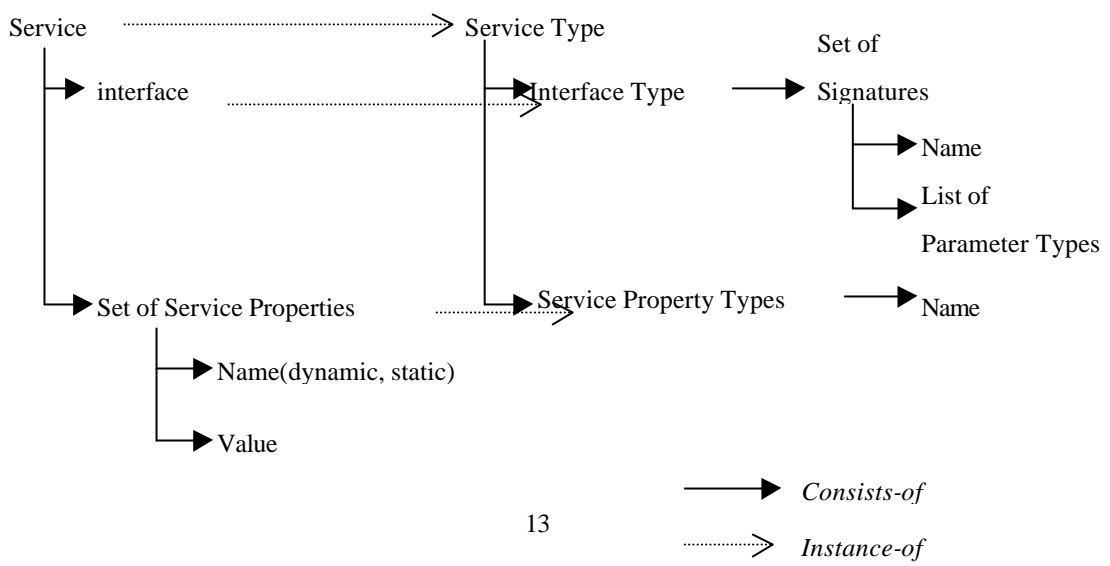 Service
Service Type
Set of
Signatures
interface
Interface Type
Name
List of
Parameter Types
Set of Service Properties
Service Property Types
Name
Name(dynamic, static)
Value
Consists-of
13
Instance-of